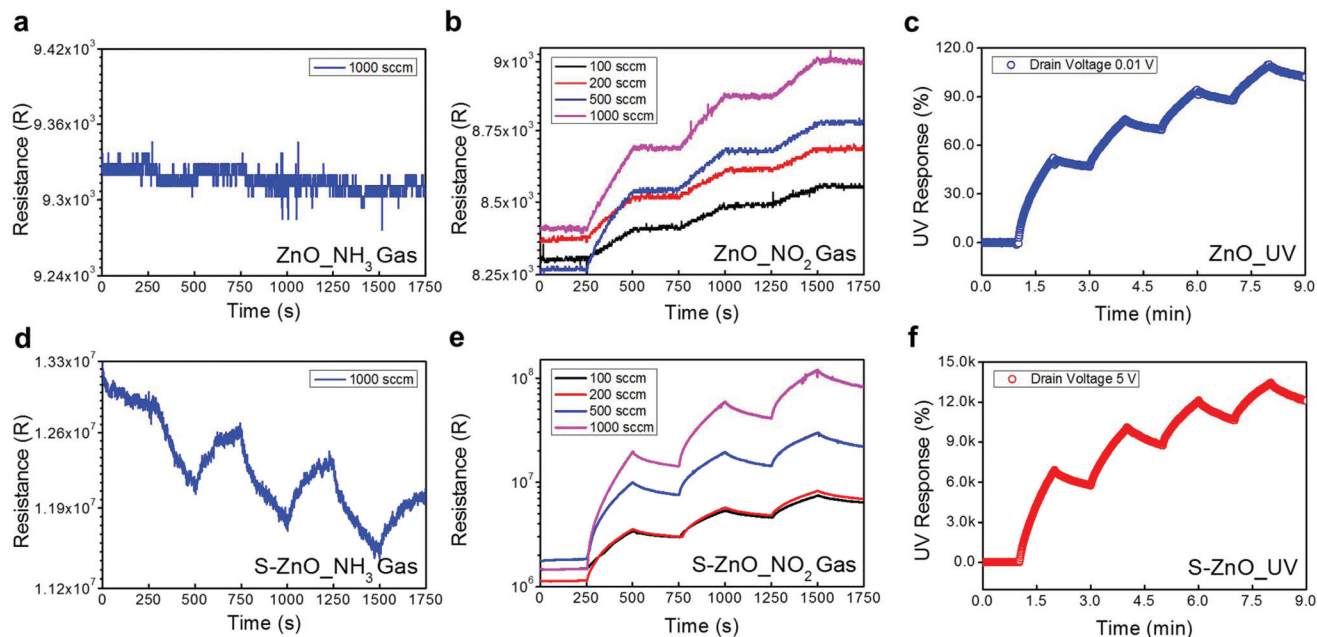 a
9.42x10³
9.36x10³
9.3x10³
9.24x10³
Resistance (R)
1000 sccm
ZnO_NH₃ Gas
0 250 500 750 1000 1250 1500 1750
Time (s)
b
9x10³
8.75x10³
8.5x10³
8.25x10³
Resistance (R)
100 sccm
200 sccm
500 sccm
1000 sccm
ZnO_NO₂ Gas
0 250 500 750 1000 1250 1500 1750
Time (s)
c
120.0
90.0
60.0
30.0
0.0
UV Response (%)
Drain Voltage 0.01 V
ZnO_UV
0.0 1.5 3.0 4.5 6.0 7.5 9.0
Time (min)
d
1.33x10⁷
1.26x10⁷
1.19x10⁷
1.12x10⁷
Resistance (R)
1000 sccm
S-ZnO_NH₃ Gas
0 250 500 750 1000 1250 1500 1750
Time (s)
e
10⁸
10⁷
10⁶
Resistance (R)
100 sccm
200 sccm
500 sccm
1000 sccm
S-ZnO_NO₂ Gas
0 250 500 750 1000 1250 1500 1750
Time (s)
f
15.0k
12.0k
9.0k
6.0k
3.0k
0.0
UV Response (%)
Drain Voltage 5 V
S-ZnO_UV
0.0 1.5 3.0 4.5 6.0 7.5 9.0
Time (min)